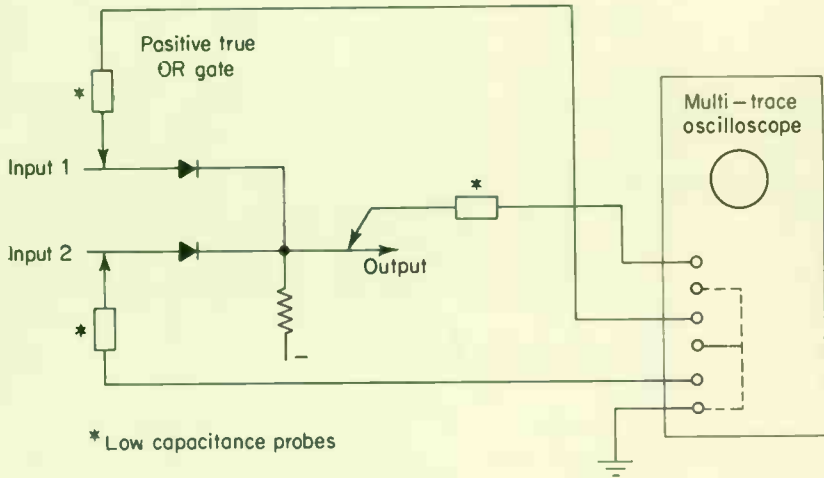 Positive true
OR gate
*
Input 1
Input 2
*
*
Output
Multi – trace
oscilloscope
–
* Low capacitance probes